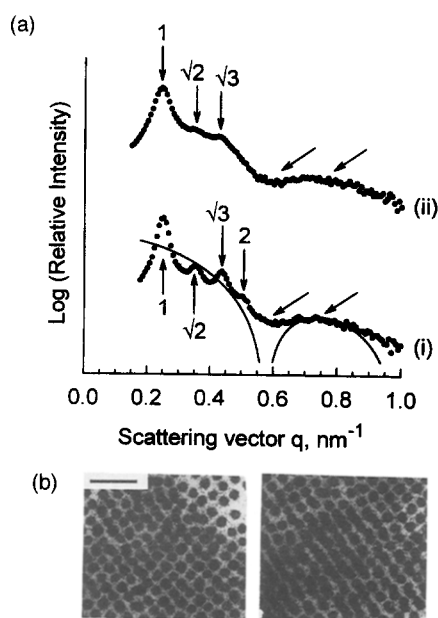 (a)
1
√2
√3
(ii)
√3
2
(i)
1
√2
Log (Relative Intensity)
0.0 0.2 0.4 0.6 0.8 1.0
Scattering vector q, nm⁻¹
(b)